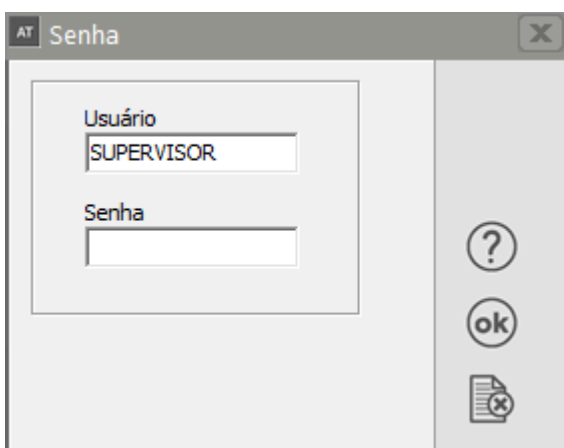 AT Senha
Usuário
SUPERVISOR
Senha
?
ok